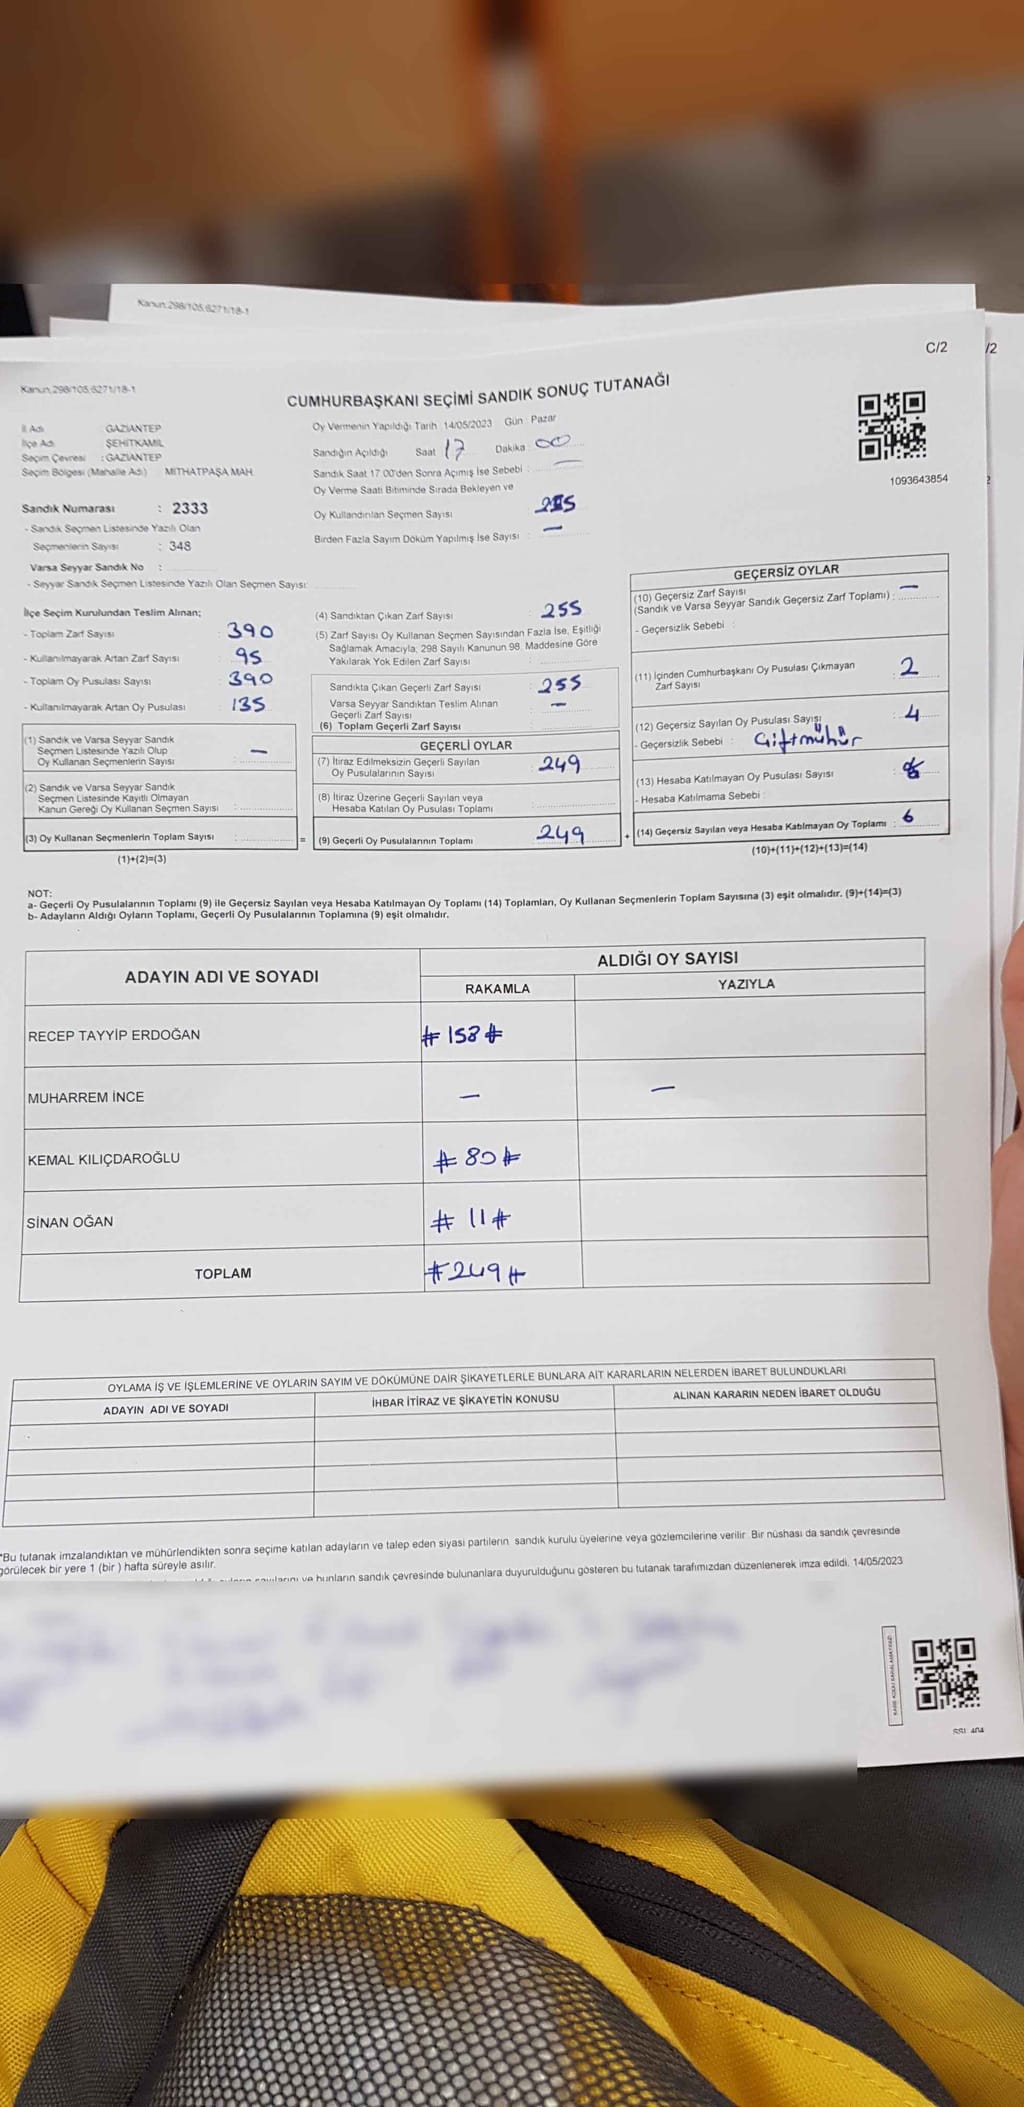 Kanun:298/105,6271/18-1
C/2
/2
Kanun,298/105,6271/18-1
CUMHURBAŞKANI SEÇİMİ SANDIK SONUÇ TUTANAĞI
İl Adı : GAZİANTEP
İlçe Adı : ŞEHİTKAMİL
Seçim Çevresi : GAZİANTEP
Seçim Bölgesi (Mahalle Adı) MİTHATPAŞA MAH.
Oy Vermenin Yapıldığı Tarih : 14/05/2023 Gün : Pazar
Sandığın Açıldığı Saat 17 Dakika : 00
Sandık Saat 17.00'den Sonra Açımış İse Sebebi : —
Oy Verme Saati Bitiminde Sırada Bekleyen ve
Oy Kullandırılan Seçmen Sayısı
Birden Fazla Sayım Döküm Yapılmış İse Sayısı : —
1093643854
Sandık Numarası : 2333
- Sandık Seçmen Listesinde Yazılı Olan
Seçmenlerin Sayısı : 348
Varsa Seyyar Sandık No :
- Seyyar Sandık Seçmen Listesinde Yazılı Olan Seçmen Sayısı:
İlçe Seçim Kurulundan Teslim Alınan;
- Toplam Zarf Sayısı : 390
- Kullanılmayarak Artan Zarf Sayısı : 95
- Toplam Oy Pusulası Sayısı : 390
- Kullanılmayarak Artan Oy Pusulası : 135
(1) Sandık ve Varsa Seyyar Sandık
Seçmen Listesinde Yazılı Olup
Oy Kullanan Seçmenlerin Sayısı : —
(2) Sandık ve Varsa Seyyar Sandık
Seçmen Listesinde Kayıtlı Olmayan
Kanun Gereği Oy Kullanan Seçmen Sayısı :
(3) Oy Kullanan Seçmenlerin Toplam Sayısı : =
(1)+(2)=(3)
(4) Sandıktan Çıkan Zarf Sayısı : 255
(5) Zarf Sayısı Oy Kullanan Seçmen Sayısından Fazla İse, Eşitliği
Sağlamak Amacıyla; 298 Sayılı Kanunun 98. Maddesine Göre
Yakılarak Yok Edilen Zarf Sayısı :
Sandıkta Çıkan Geçerli Zarf Sayısı : 255
Varsa Seyyar Sandıktan Teslim Alınan
Geçerli Zarf Sayısı : —
(6) Toplam Geçerli Zarf Sayısı :
GEÇERLİ OYLAR
(7) İtiraz Edilmeksizin Geçerli Sayılan
Oy Pusulalarının Sayısı : 249
(8) İtiraz Üzerine Geçerli Sayılan veya
Hesaba Katılan Oy Pusulası Toplamı :
(9) Geçerli Oy Pusulalarının Toplamı : 249 +
GEÇERSİZ OYLAR
(10) Geçersiz Zarf Sayısı
(Sandık ve Varsa Seyyar Sandık Geçersiz Zarf Toplamı) : —
- Geçersizlik Sebebi :
(11) İçinden Cumhurbaşkanı Oy Pusulası Çıkmayan
Zarf Sayısı : 2
(12) Geçersiz Sayılan Oy Pusulası Sayısı : 4
- Geçersizlik Sebebi : Çiftmühür
(13) Hesaba Katılmayan Oy Pusulası Sayısı :
- Hesaba Katılmama Sebebi :
(14) Geçersiz Sayılan veya Hesaba Katılmayan Oy Toplamı : 6
(10)+(11)+(12)+(13)=(14)
NOT:
a- Geçerli Oy Pusulalarının Toplamı (9) ile Geçersiz Sayılan veya Hesaba Katılmayan Oy Toplamı (14) Toplamları, Oy Kullanan Seçmenlerin Toplam Sayısına (3) eşit olmalıdır. (9)+(14)=(3)
b- Adayların Aldığı Oyların Toplamı, Geçerli Oy Pusulalarının Toplamına (9) eşit olmalıdır.
ADAYIN ADI VE SOYADI
ALDIĞI OY SAYISI
RAKAMLA YAZIYLA
RECEP TAYYİP ERDOĞAN # 158 #
MUHARREM İNCE — —
KEMAL KILIÇDAROĞLU # 80 #
SİNAN OĞAN # 11 #
TOPLAM # 249 #
OYLAMA İŞ VE İŞLEMLERİNE VE OYLARIN SAYIM VE DÖKÜMÜNE DAİR ŞİKAYETLERLE BUNLARA AİT KARARLARIN NELERDEN İBARET BULUNDUKLARI
ADAYIN ADI VE SOYADI İHBAR İTİRAZ VE ŞİKAYETİN KONUSU ALINAN KARARIN NEDEN İBARET OLDUĞU
*Bu tutanak imzalandıktan ve mühürlendikten sonra seçime katılan adayların ve talep eden siyasi partilerin sandık kurulu üyelerine veya gözlemcilerine verilir. Bir nüshası da sandık çevresinde
görülecek bir yere 1 (bir ) hafta süreyle asılır.
ve bunların sandık çevresinde bulunanlara duyurulduğunu gösteren bu tutanak tarafımızdan düzenlenerek imza edildi. 14/05/2023